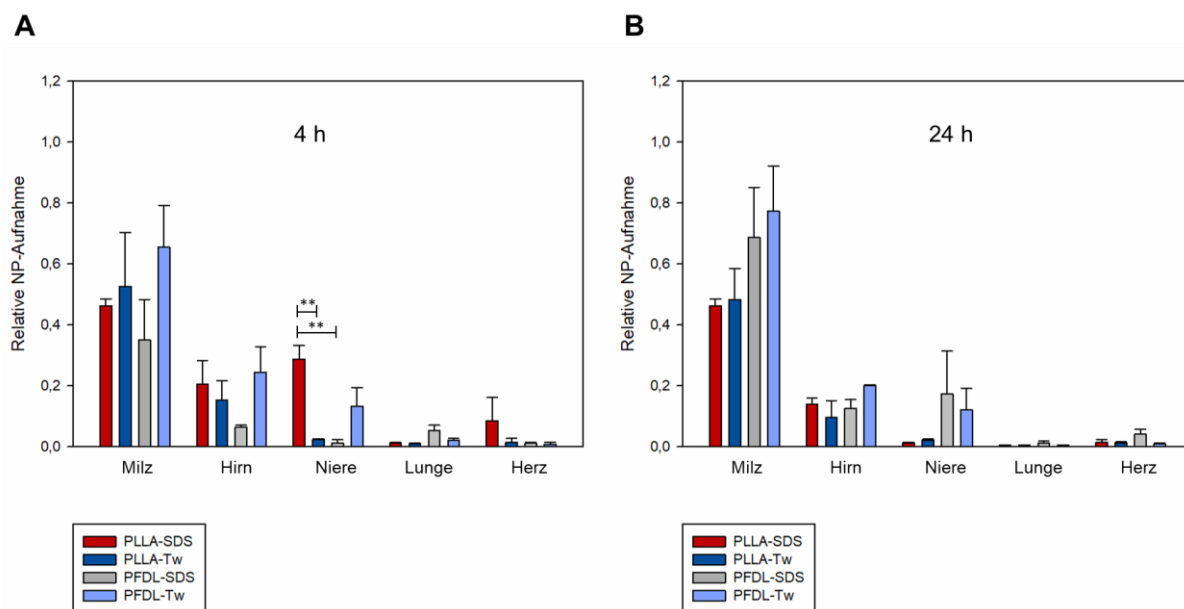 A
Relative NP-Aufnahme
1,2
1,0
0,8
0,6
0,4
0,2
0,0
4 h
**
**
Milz Hirn Niere Lunge Herz
PLLA-SDS
PLLA-Tw
PFDL-SDS
PFDL-Tw
B
Relative NP-Aufnahme
1,2
1,0
0,8
0,6
0,4
0,2
0,0
24 h
Milz Hirn Niere Lunge Herz
PLLA-SDS
PLLA-Tw
PFDL-SDS
PFDL-Tw